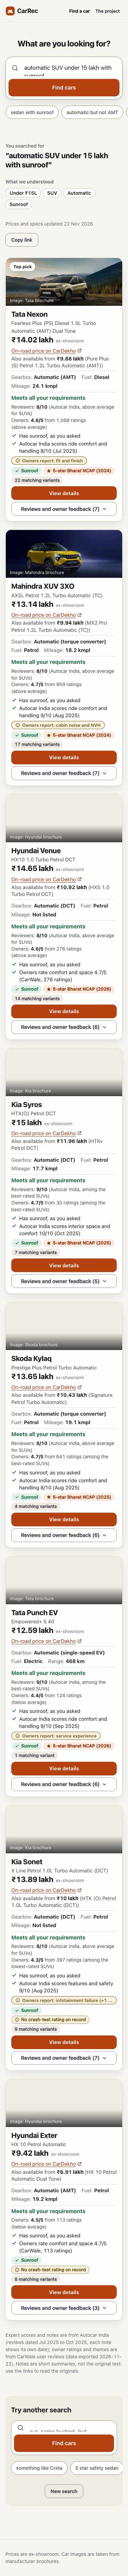 CarRec
Find a car
The project
What are you looking for?
automatic SUV under 15 lakh with
sunroof
Find cars
sedan with sunroof
automatic but not AMT
You searched for
“automatic SUV under 15 lakh
with sunroof”
What we understood
Under ₹15L
SUV
Automatic
Sunroof
Prices and specs updated 22 Nov 2026
Copy link
Top pick
Image: Tata brochure
Tata Nexon
Fearless Plus (PS) Diesel 1.5L Turbo
Automatic (AMT) Dual Tone
₹14.02 lakh ex-showroom
On-road price on CarDekho
Also available from ₹9.88 lakh (Pure Plus
(S) Petrol 1.2L Turbo Automatic (AMT))
Gearbox: Automatic (AMT) Fuel: Diesel
Mileage: 24.1 kmpl
Meets all your requirements
Reviewers: 8/10 (Autocar India, above average
for SUVs)
Owners: 4.6/5 from 1,068 ratings
(above average)
Has sunroof, as you asked
Autocar India scores ride comfort and
handling 8/10 (Jul 2025)
Owners report: fit and finish
Sunroof
5-star Bharat NCAP (2024)
22 matching variants
View details
Reviews and owner feedback (7)
Image: Mahindra brochure
Mahindra XUV 3XO
AX5L Petrol 1.2L Turbo Automatic (TC)
₹13.14 lakh ex-showroom
On-road price on CarDekho
Also available from ₹9.94 lakh (MX2 Pro
Petrol 1.2L Turbo Automatic (TC))
Gearbox: Automatic (torque converter)
Fuel: Petrol Mileage: 18.2 kmpl
Meets all your requirements
Reviewers: 8/10 (Autocar India, above average
for SUVs)
Owners: 4.7/5 from 959 ratings
(above average)
Has sunroof, as you asked
Autocar India scores ride comfort and
handling 8/10 (Aug 2025)
Owners report: cabin noise and NVH
Sunroof
5-star Bharat NCAP (2024)
17 matching variants
View details
Reviews and owner feedback (7)
Image: Hyundai brochure
Hyundai Venue
HX10 1.0 Turbo Petrol DCT
₹14.65 lakh ex-showroom
On-road price on CarDekho
Also available from ₹10.92 lakh (HX5 1.0
Turbo Petrol DCT)
Gearbox: Automatic (DCT) Fuel: Petrol
Mileage: Not listed
Meets all your requirements
Reviewers: 8/10 (Autocar India, above average
for SUVs)
Owners: 4.6/5 from 276 ratings
(above average)
Has sunroof, as you asked
Owners rate comfort and space 4.7/5
(CarWale, 276 ratings)
Sunroof
5-star Bharat NCAP (2026)
14 matching variants
View details
Reviews and owner feedback (6)
Image: Kia brochure
Kia Syros
HTX(O) Petrol DCT
₹15 lakh ex-showroom
On-road price on CarDekho
Also available from ₹11.96 lakh (HTK+
Petrol DCT)
Gearbox: Automatic (DCT) Fuel: Petrol
Mileage: 17.7 kmpl
Meets all your requirements
Reviewers: 9/10 (Autocar India, among the
best-rated SUVs)
Owners: 4.7/5 from 30 ratings (among the
best-rated SUVs)
Has sunroof, as you asked
Autocar India scores interior space and
comfort 10/10 (Oct 2025)
Sunroof
5-star Bharat NCAP (2025)
7 matching variants
View details
Reviews and owner feedback (5)
Image: Skoda brochure
Skoda Kylaq
Prestige Plus Petrol Turbo Automatic
₹13.65 lakh ex-showroom
On-road price on CarDekho
Also available from ₹10.43 lakh (Signature
Petrol Turbo Automatic)
Gearbox: Automatic (torque converter)
Fuel: Petrol Mileage: 19.1 kmpl
Meets all your requirements
Reviewers: 8/10 (Autocar India, above average
for SUVs)
Owners: 4.7/5 from 641 ratings (among the
best-rated SUVs)
Has sunroof, as you asked
Autocar India scores ride comfort and
handling 8/10 (Aug 2025)
Sunroof
5-star Bharat NCAP (2025)
4 matching variants
View details
Reviews and owner feedback (6)
Image: Tata brochure
Tata Punch EV
Empowered+ S 40
₹12.59 lakh ex-showroom
On-road price on CarDekho
Gearbox: Automatic (single-speed EV)
Fuel: Electric Range: 468 km
Meets all your requirements
Reviewers: 9/10 (Autocar India, among the
best-rated SUVs)
Owners: 4.4/5 from 124 ratings
(below average)
Has sunroof, as you asked
Autocar India scores ride comfort and
handling 9/10 (Sep 2025)
Owners report: service experience
Sunroof
5-star Bharat NCAP (2026)
1 matching variant
View details
Reviews and owner feedback (6)
Image: Kia brochure
Kia Sonet
X Line Petrol 1.0L Turbo Automatic (DCT)
₹13.89 lakh ex-showroom
On-road price on CarDekho
Also available from ₹10 lakh (HTK (O) Petrol
1.0L Turbo Automatic (DCT))
Gearbox: Automatic (DCT) Fuel: Petrol
Mileage: Not listed
Meets all your requirements
Reviewers: 8/10 (Autocar India, above average
for SUVs)
Owners: 4.3/5 from 397 ratings (among the
lowest-rated SUVs)
Has sunroof, as you asked
Autocar India scores features and safety
9/10 (Aug 2025)
Owners report: infotainment failure (+1 ...
Sunroof
No crash-test rating on record
9 matching variants
View details
Reviews and owner feedback (7)
Image: Hyundai brochure
Hyundai Exter
HX 10 Petrol Automatic
₹9.42 lakh ex-showroom
On-road price on CarDekho
Also available from ₹6.91 lakh (HX 10 Petrol
Automatic Dual Tone)
Gearbox: Automatic (AMT) Fuel: Petrol
Mileage: 19.2 kmpl
Meets all your requirements
Owners: 4.5/5 from 113 ratings
(below average)
Has sunroof, as you asked
Owners rate comfort and space 4.7/5
(CarWale, 113 ratings)
Sunroof
No crash-test rating on record
8 matching variants
View details
Reviews and owner feedback (3)
Expert scores and notes are from Autocar India
(reviews dated Jul 2025 to Oct 2025, each note
shows its own date); owner ratings and themes are
from CarWale user reviews (data exported 2026-11-
22). Notes are short summaries, not the original text:
use the links to read the originals.
Try another search
Find cars
something like Creta
5 star safety sedan
New search
Prices are ex-showroom. Car images are taken from
manufacturer brochures.